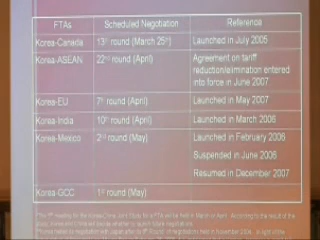 FTAs Scheduled Negotiation Reference
Korea-Canada 13th round (March 25th) Launched in July 2005
Korea-ASEAN 22nd round (April) Agreement on tariff
reduction/elimination entered
into force in June 2007
Korea-EU 7th round (April) Launched in May 2007
Korea-India 10th round (April) Launched in March 2006
Korea-Mexico 2nd round (May) Launched in February 2006
Suspended in June 2006
Resumed in December 2007
Korea-GCC 1st round (May)